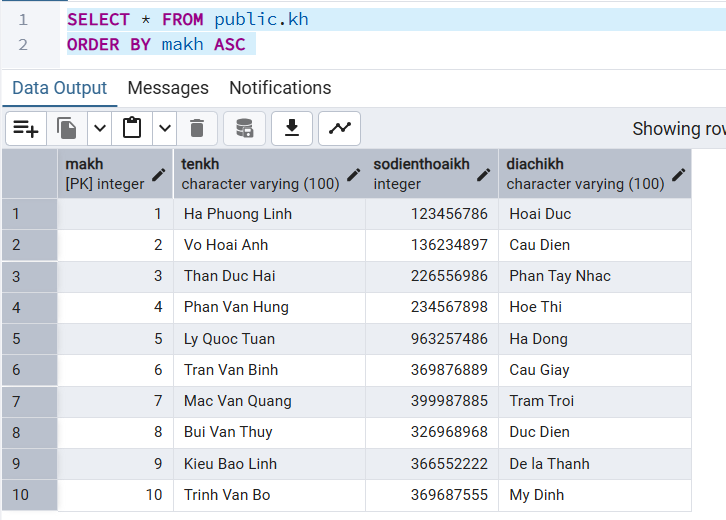 1 SELECT * FROM public.kh
2 ORDER BY makh ASC
Data Output Messages Notifications
Showing rov
makh [PK] integer tenkh character varying (100) sodienthoaikh integer diachikh character varying (100)
1 1 Ha Phuong Linh 123456786 Hoai Duc
2 2 Vo Hoai Anh 136234897 Cau Dien
3 3 Than Duc Hai 226556986 Phan Tay Nhac
4 4 Phan Van Hung 234567898 Hoe Thi
5 5 Ly Quoc Tuan 963257486 Ha Dong
6 6 Tran Van Binh 369876889 Cau Giay
7 7 Mac Van Quang 399987885 Tram Troi
8 8 Bui Van Thuy 326968968 Duc Dien
9 9 Kieu Bao Linh 366552222 De la Thanh
10 10 Trinh Van Bo 369687555 My Dinh